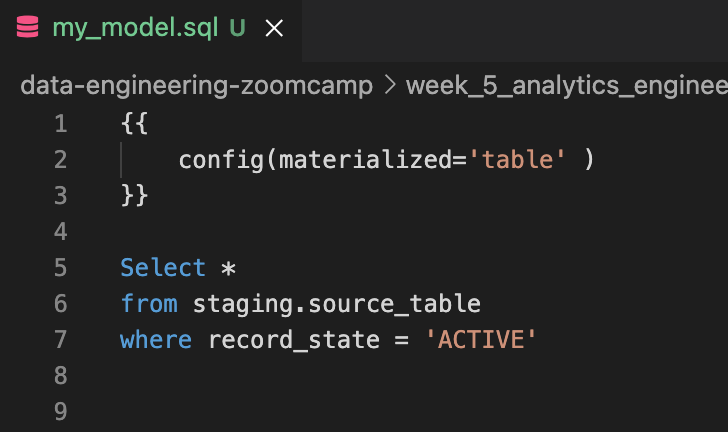 my_model.sql U ×
data-engineering-zoomcamp > week_5_analytics_enginee
1 {{
2 config(materialized='table' )
3 }}
4
5 Select *
6 from staging.source_table
7 where record_state = 'ACTIVE'
8
9